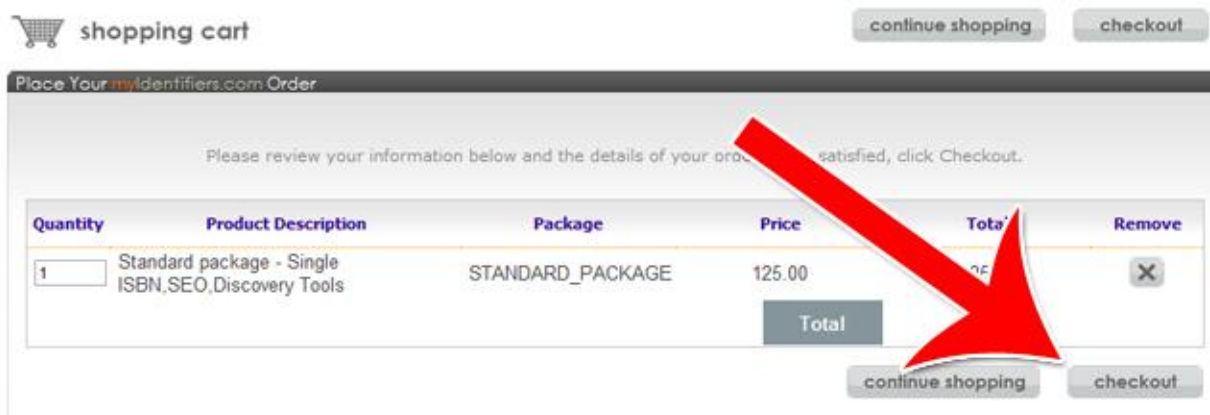 shopping cart
continue shopping
checkout
Place Your myIdentifiers.com Order
Please review your information below and the details of your satisfied, click Checkout.
Quantity Product Description Package Price Remove
1 Standard package - Single STANDARD_PACKAGE 125.00 X
ISBN,SEO,Discovery Tools
Total
continue shopping
checkout